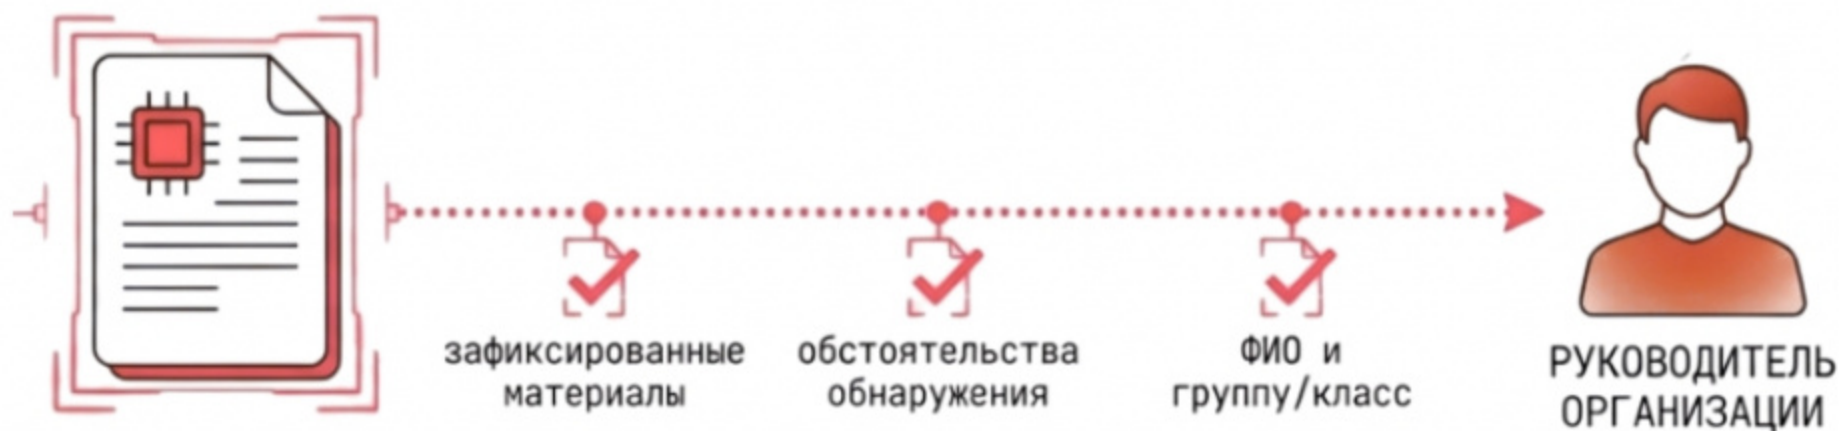 зафиксированные
материалы
обстоятельства
обнаружения
ФИО и
группу/класс
РУКОВОДИТЕЛЬ
ОРГАНИЗАЦИИ